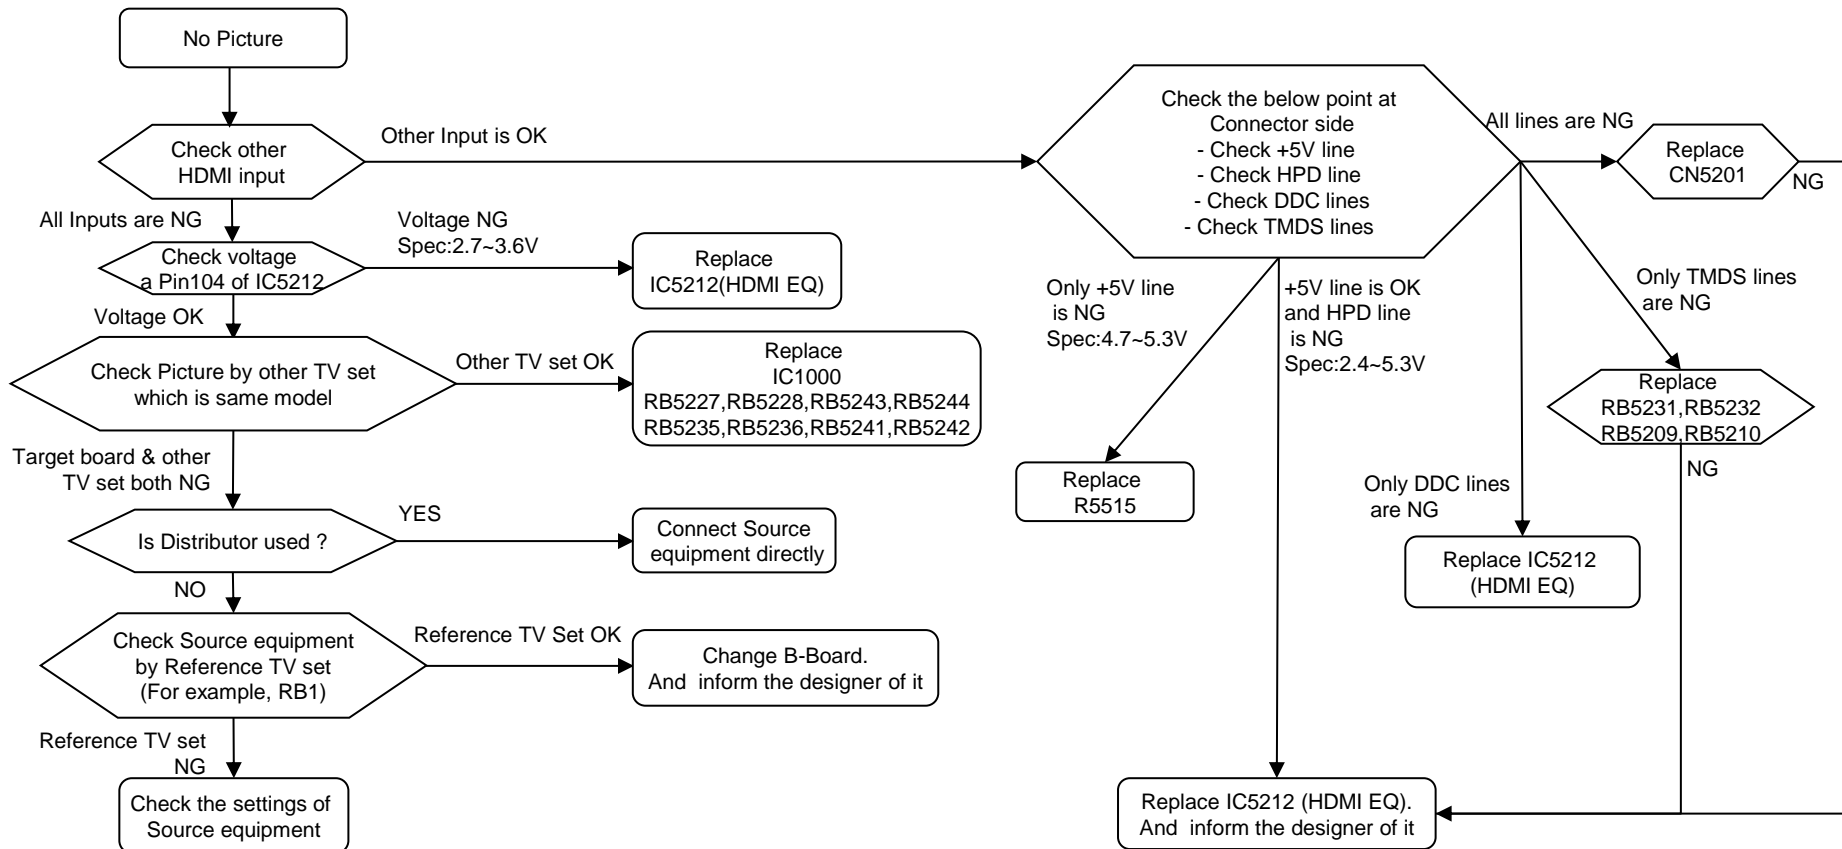 No Picture
Check other
HDMI input
Other Input is OK
All Inputs are NG
Check voltage
a Pin104 of IC5212
Voltage NG
Spec:2.7~3.6V
Replace
IC5212(HDMI EQ)
Voltage OK
Check Picture by other TV set
which is same model
Other TV set OK
Replace
IC1000
RB5227,RB5228,RB5243,RB5244
RB5235,RB5236,RB5241,RB5242
Target board & other
TV set both NG
Is Distributor used ?
YES
Connect Source
equipment directly
NO
Check Source equipment
by Reference TV set
(For example, RB1)
Reference TV Set OK
Change B-Board.
And inform the designer of it
Reference TV set
NG
Check the settings of
Source equipment
Check the below point at
Connector side
- Check +5V line
- Check HPD line
- Check DDC lines
- Check TMDS lines
All lines are NG
Replace
CN5201
NG
Only +5V line
is NG
Spec:4.7~5.3V
Replace
R5515
+5V line is OK
and HPD line
is NG
Spec:2.4~5.3V
Only DDC lines
are NG
Replace IC5212
(HDMI EQ)
Only TMDS lines
are NG
Replace
RB5231,RB5232
RB5209,RB5210
NG
Replace IC5212 (HDMI EQ).
And inform the designer of it